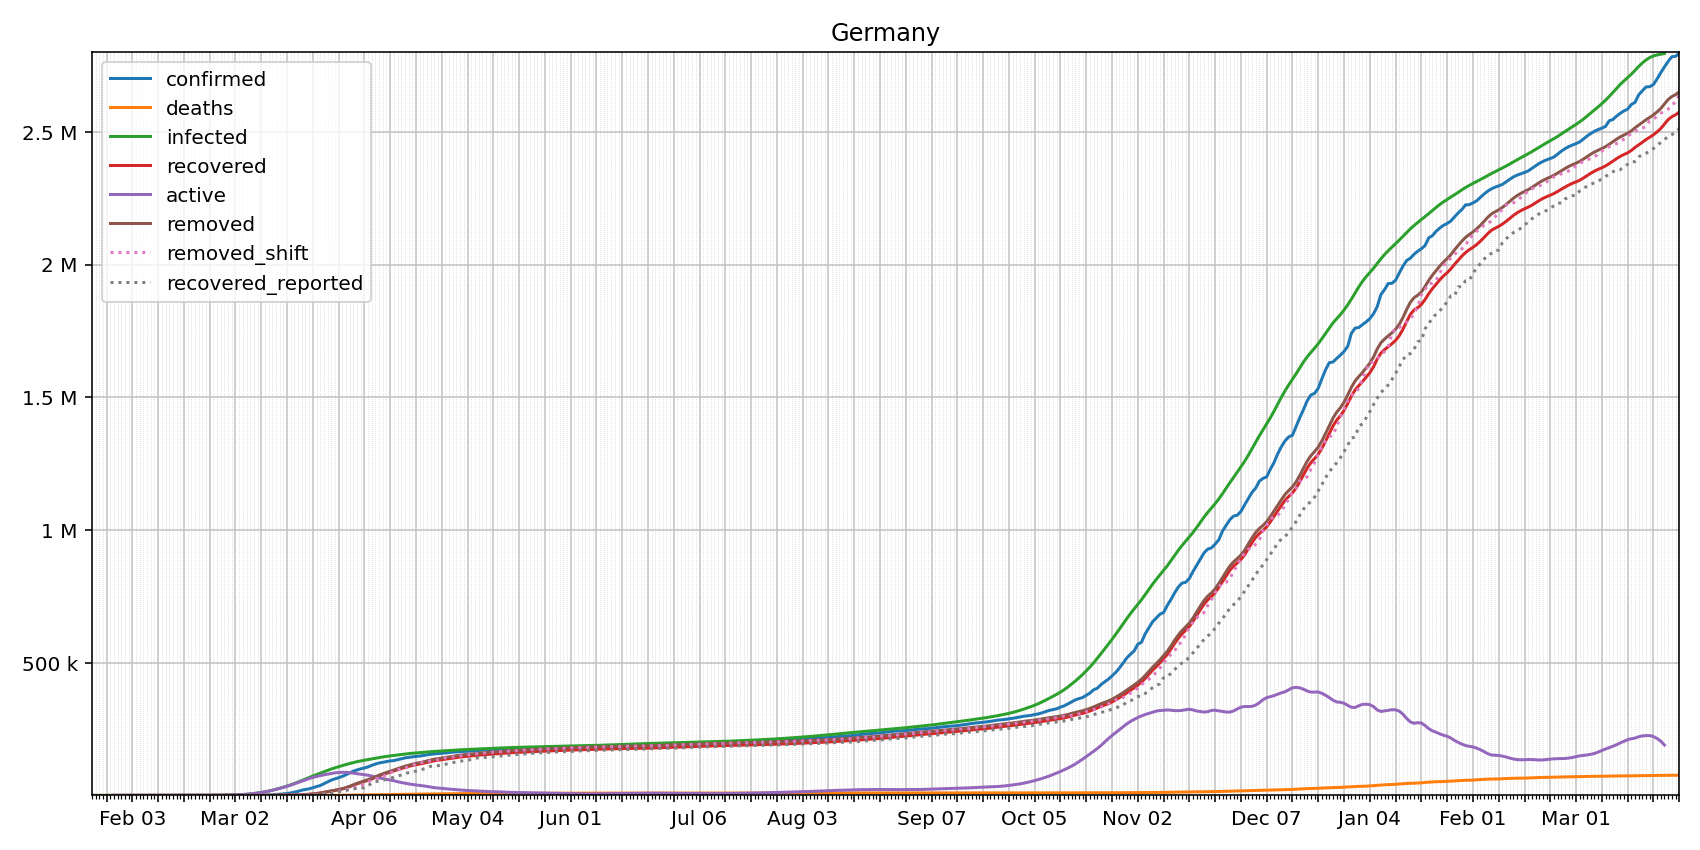 Germany
confirmed
deaths
infected
recovered
active
removed
removed_shift
recovered_reported
2.5 M
2 M
1.5 M
1 M
500 k
Feb 03 Mar 02 Apr 06 May 04 Jun 01 Jul 06 Aug 03 Sep 07 Oct 05 Nov 02 Dec 07 Jan 04 Feb 01 Mar 01